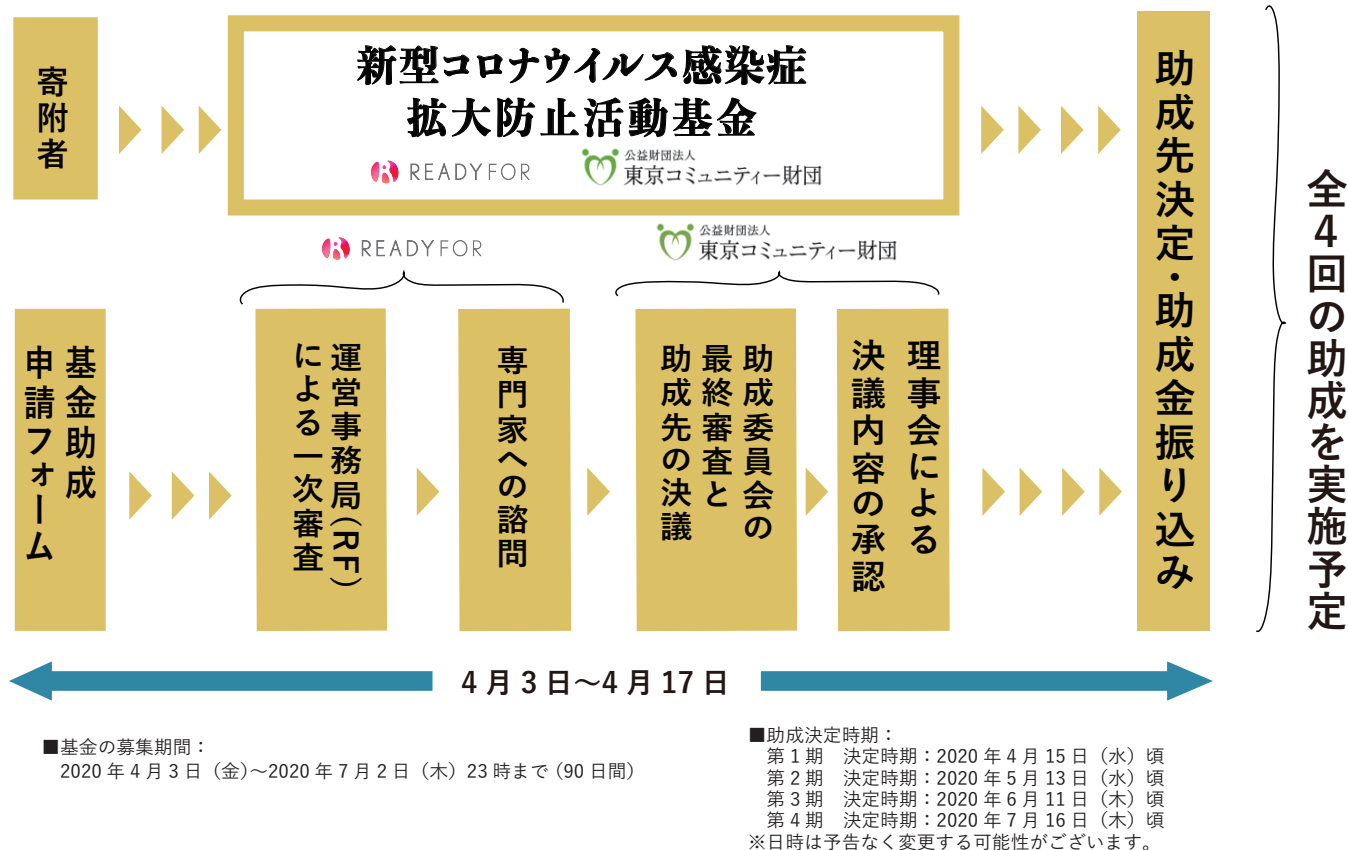 寄附者
新型コロナウイルス感染症
拡大防止活動基金
READYFOR
公益財団法人
東京コミュニティー財団
READYFOR
公益財団法人
東京コミュニティー財団
基金助成
申請フォーム
運営事務局(RF)
による一次審査
専門家への諮問
助成委員会の
最終審査と
助成先の決議
理事会による
決議内容の承認
助成先決定・助成金振り込み
全4回の助成を実施予定
4月3日〜4月17日
■基金の募集期間：
2020年4月3日（金）〜2020年7月2日（木）23時まで（90日間）
■助成決定時期：
第1期　決定時期：2020年4月15日（水）頃
第2期　決定時期：2020年5月13日（水）頃
第3期　決定時期：2020年6月11日（木）頃
第4期　決定時期：2020年7月16日（木）頃
※日時は予告なく変更する可能性がございます。